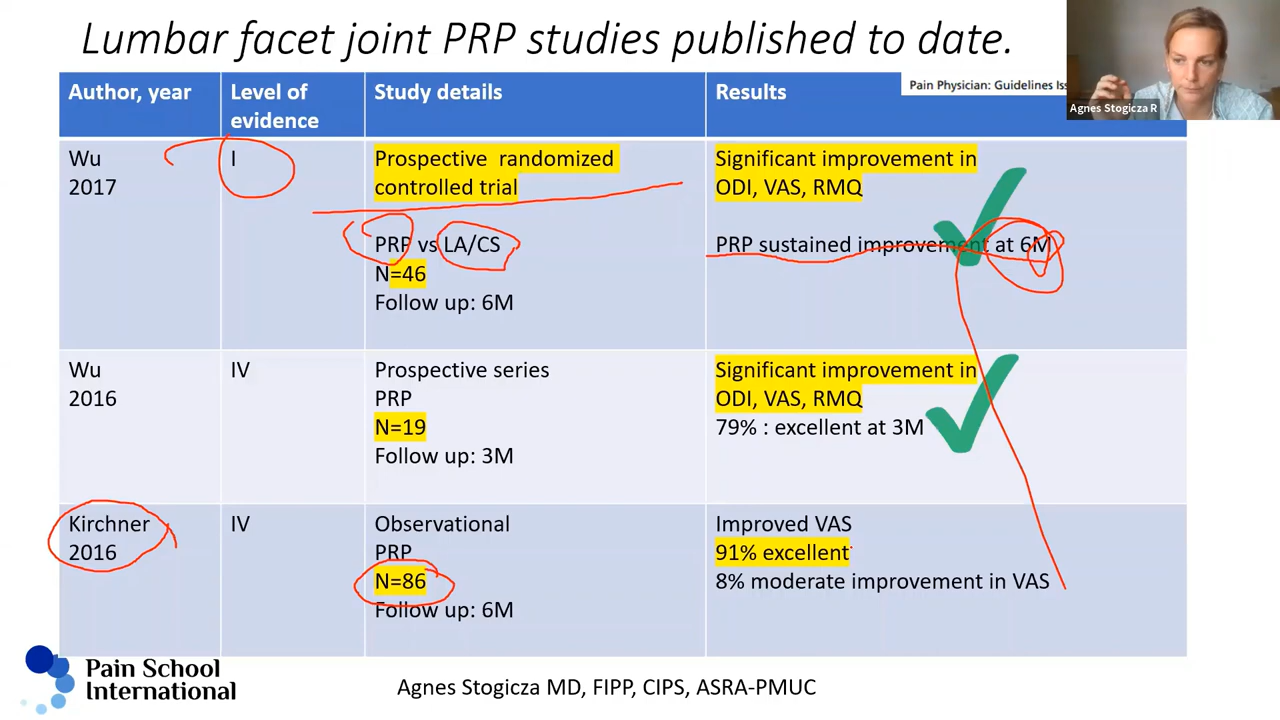 Lumbar facet joint PRP studies published to date.
Pain Physician: Guidelines Is
Agnes Stogicza R
Author, year
Level of evidence
Study details
Results
Wu
2017
I
Prospective randomized
controlled trial
PRP vs LA/CS
N=46
Follow up: 6M
Significant improvement in
ODI, VAS, RMQ
PRP sustained improvement at 6M
Wu
2016
IV
Prospective series
PRP
N=19
Follow up: 3M
Significant improvement in
ODI, VAS, RMQ
79% : excellent at 3M
Kirchner
2016
IV
Observational
PRP
N=86
Follow up: 6M
Improved VAS
91% excellent
8% moderate improvement in VAS
Pain School
International
Agnes Stogicza MD, FIPP, CIPS, ASRA-PMUC